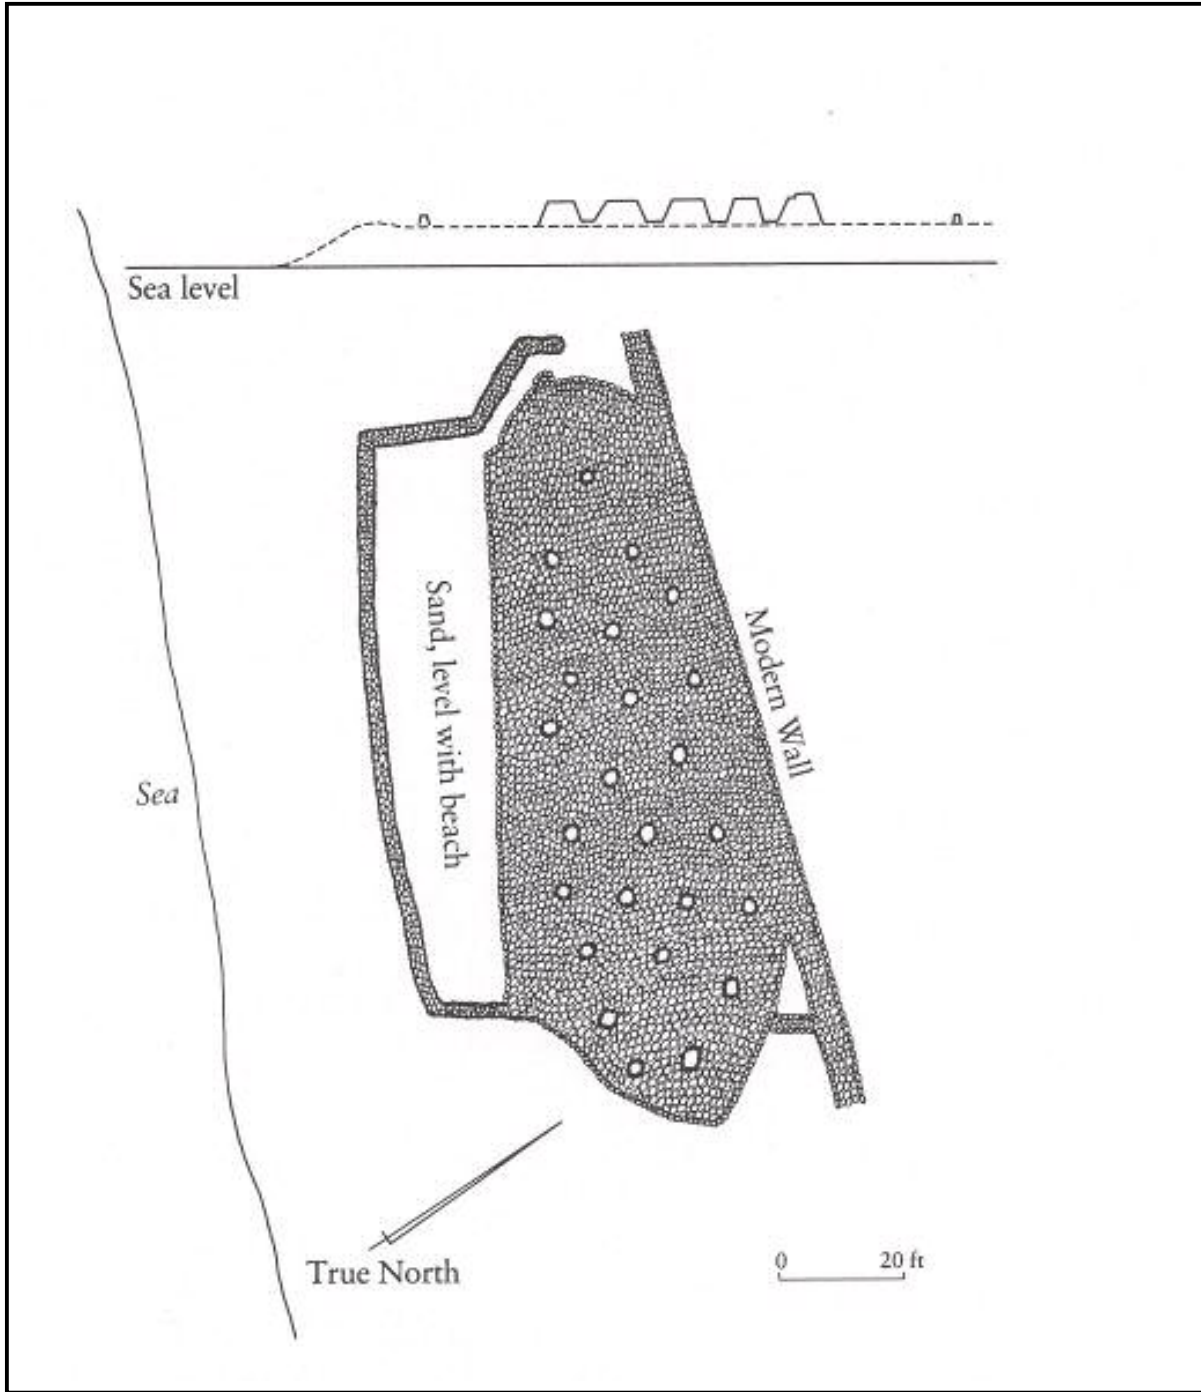 Sea level
Sand, level with beach
Modern Wall
Sea
True North
0 20 ft